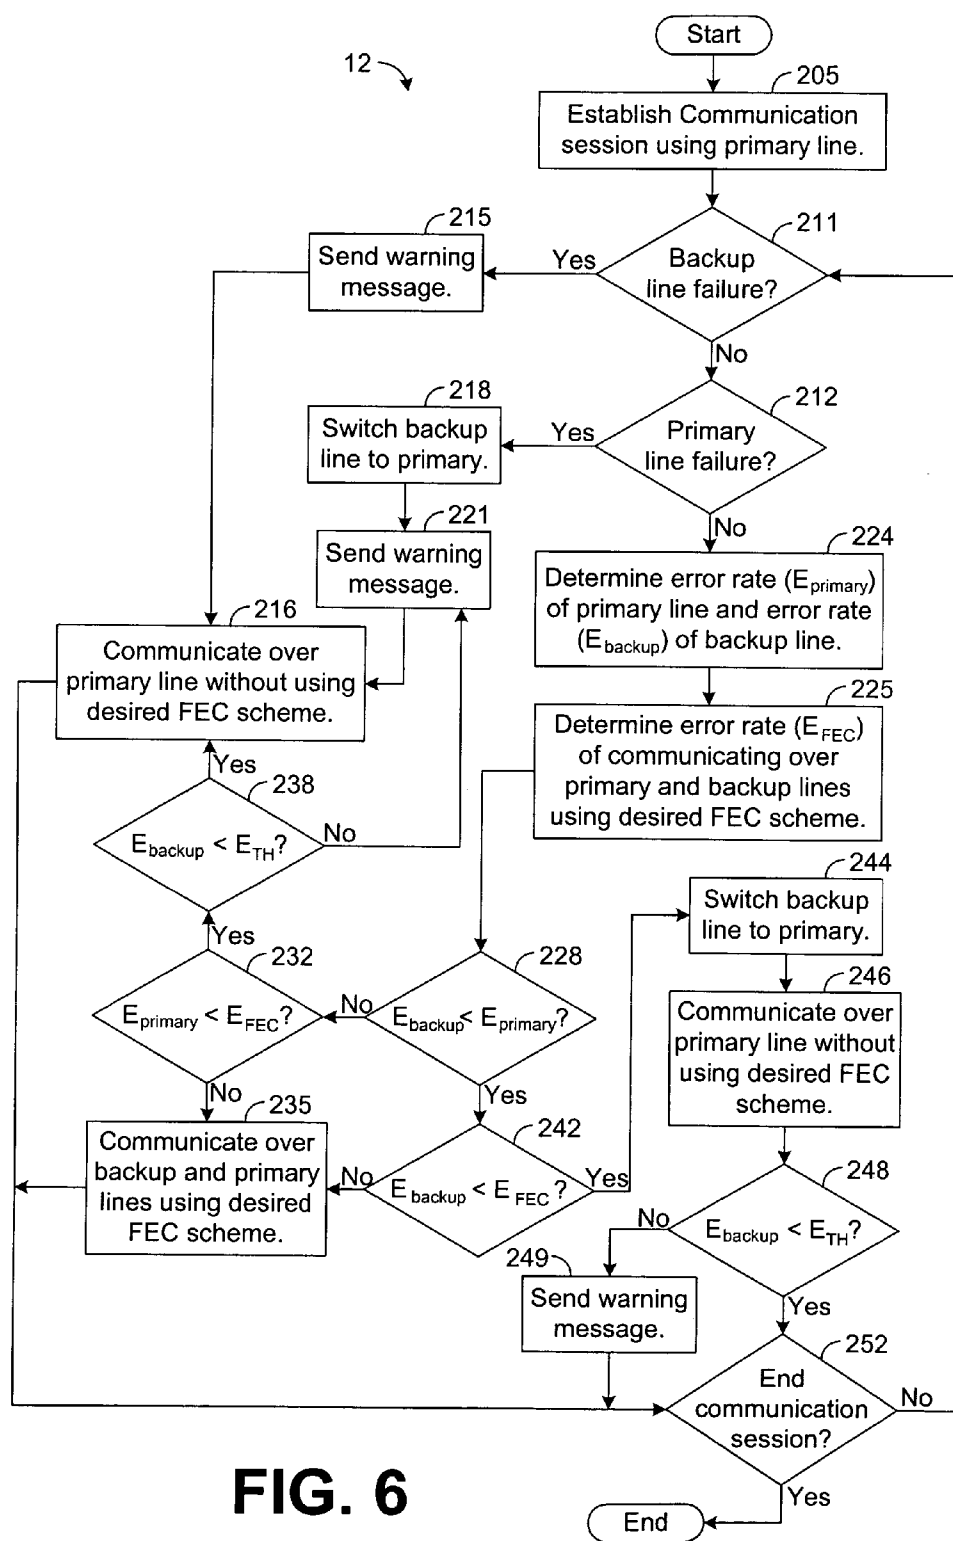 Start
12
205
Establish Communication
session using primary line.
215
211
Send warning
message.
Yes
Backup
line failure?
No
218
212
Switch backup
line to primary.
Yes
Primary
line failure?
No
221
224
Send warning
message.
Determine error rate (Eprimary)
of primary line and error rate
(Ebackup) of backup line.
216
Communicate over
primary line without using
desired FEC scheme.
225
Determine error rate (EFEC)
of communicating over
primary and backup lines
using desired FEC scheme.
Yes
238
Ebackup < ETH?
No
244
Switch backup
line to primary.
Yes
232
228
Eprimary < EFEC?
No
Ebackup < Eprimary?
246
Communicate over
primary line without
using desired FEC
scheme.
No
Yes
235
242
Communicate over
backup and primary
lines using desired
FEC scheme.
No
Ebackup < EFEC?
Yes
248
No
Ebackup < ETH?
249
Send warning
message.
Yes
252
End
communication
session?
No
Yes
End
FIG. 6